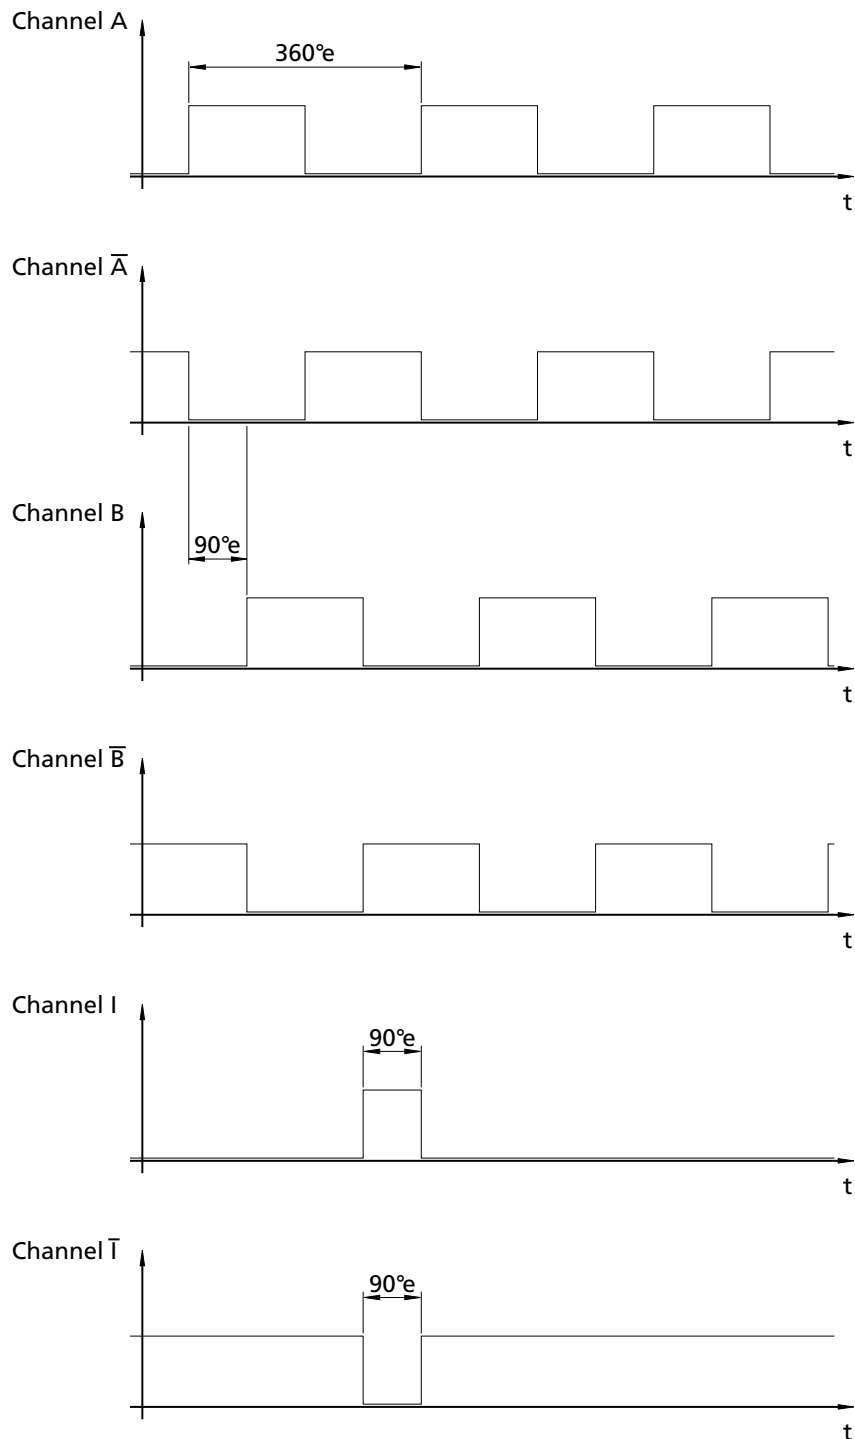 Channel A
360°e
t
Channel A̅
t
Channel B
90°e
t
Channel B̅
t
Channel I
90°e
t
Channel I̅
90°e
t